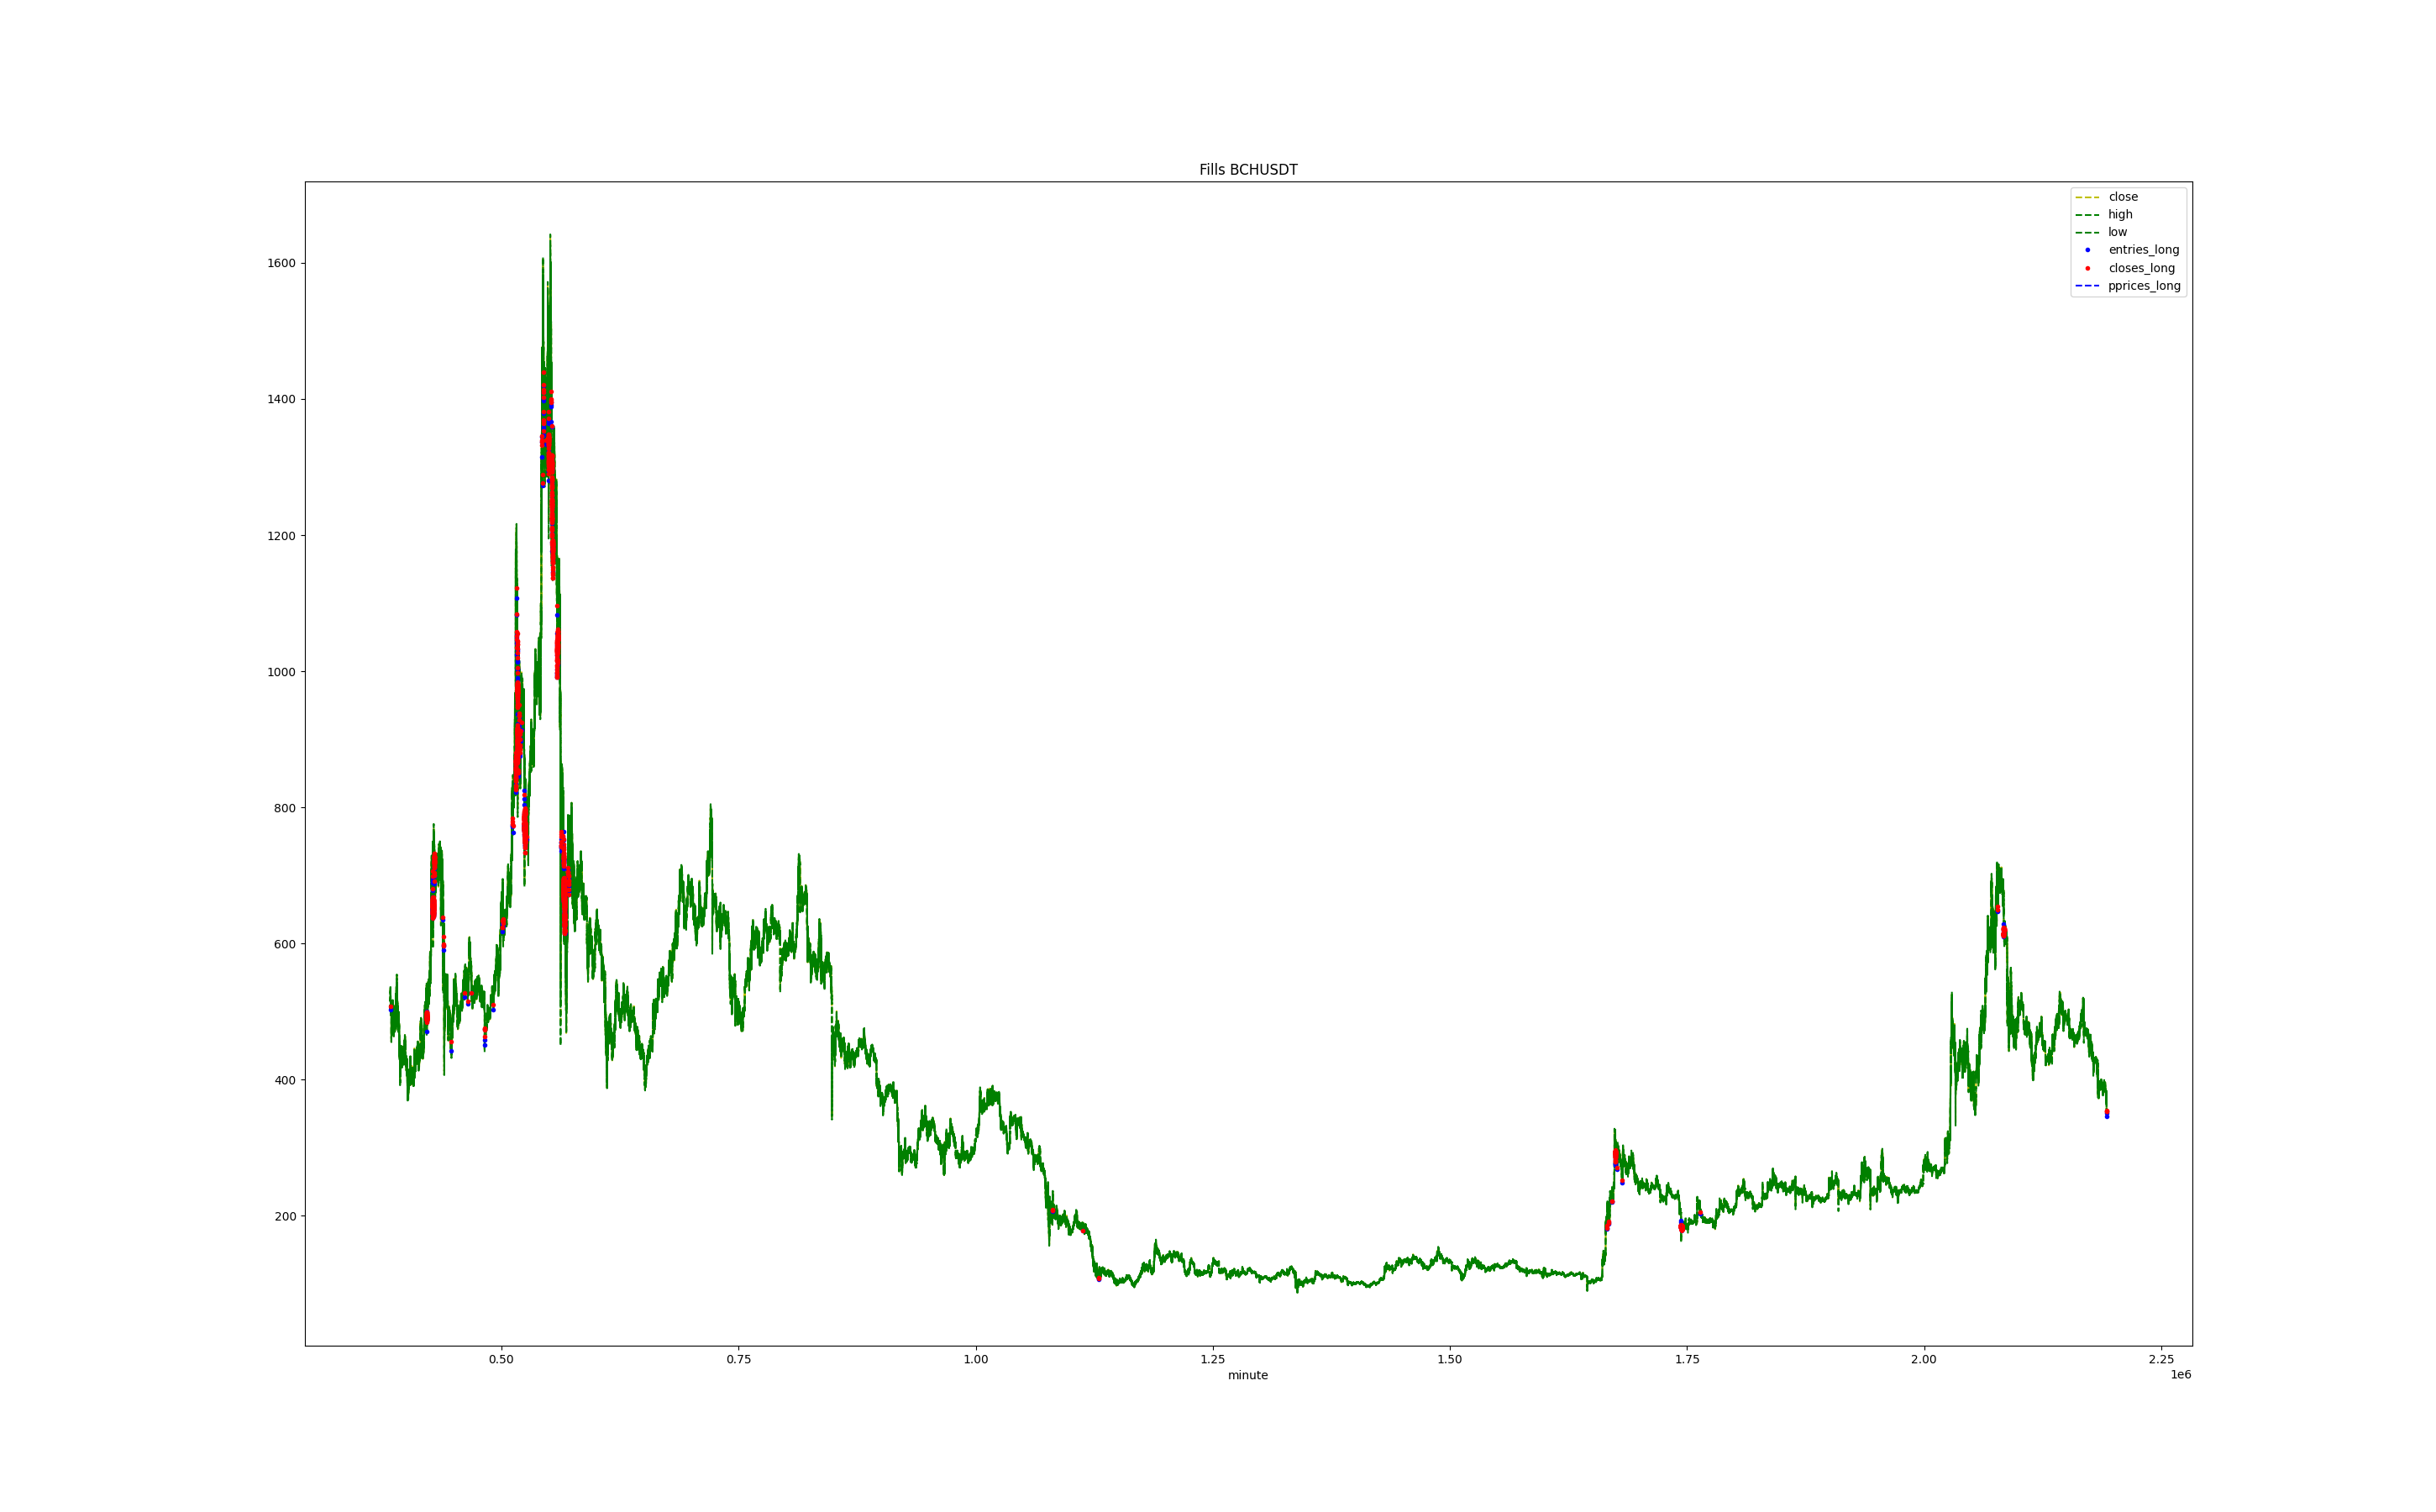 Fills BCHUSDT
close
high
low
entries_long
closes_long
pprices_long
1600
1400
1200
1000
800
600
400
200
0.50 0.75 1.00 1.25 1.50 1.75 2.00 2.25
minute
1e6